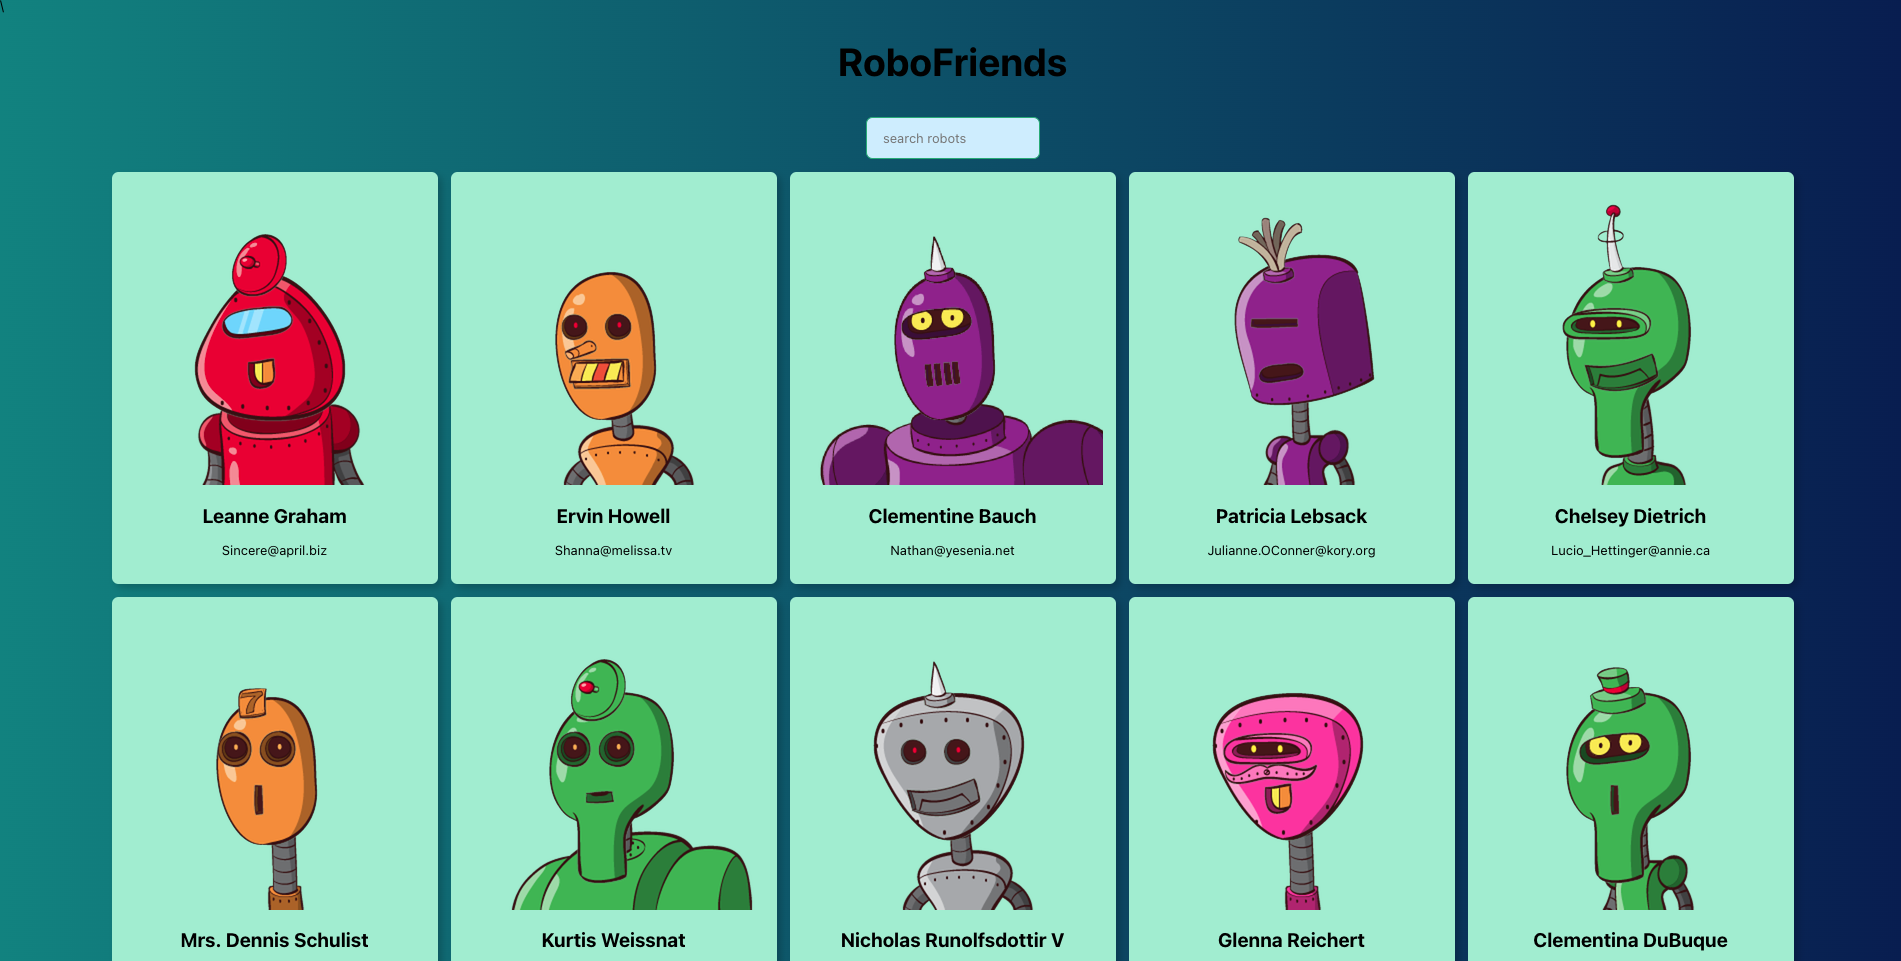 \
RoboFriends
search robots
Leanne Graham
Sincere@april.biz
Ervin Howell
Shanna@melissa.tv
Clementine Bauch
Nathan@yesenia.net
Patricia Lebsack
Julianne.OConner@kory.org
Chelsey Dietrich
Lucio_Hettinger@annie.ca
7
Mrs. Dennis Schulist
Kurtis Weissnat
Nicholas Runolfsdottir V
Glenna Reichert
Clementina DuBuque